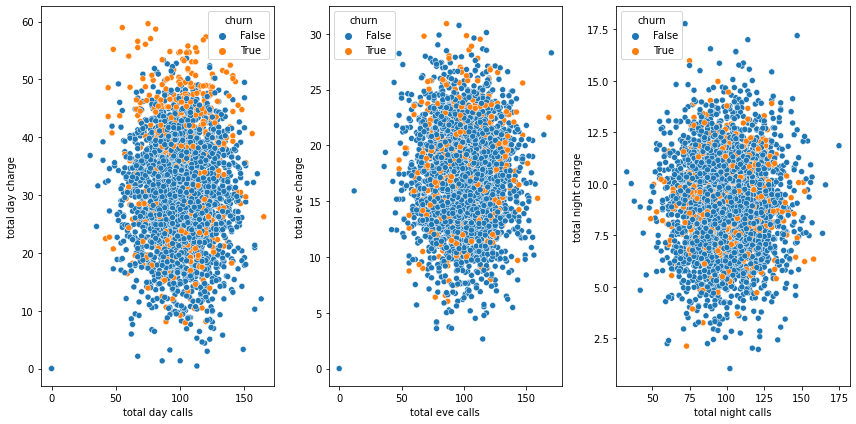 churn
False
True
total day charge
60
50
40
30
20
10
0
0
50
100
150
total day calls
churn
False
True
total eve charge
30
25
20
15
10
5
0
0
50
100
150
total eve calls
churn
False
True
total night charge
17.5
15.0
12.5
10.0
7.5
5.0
2.5
50
75
100
125
150
175
total night calls